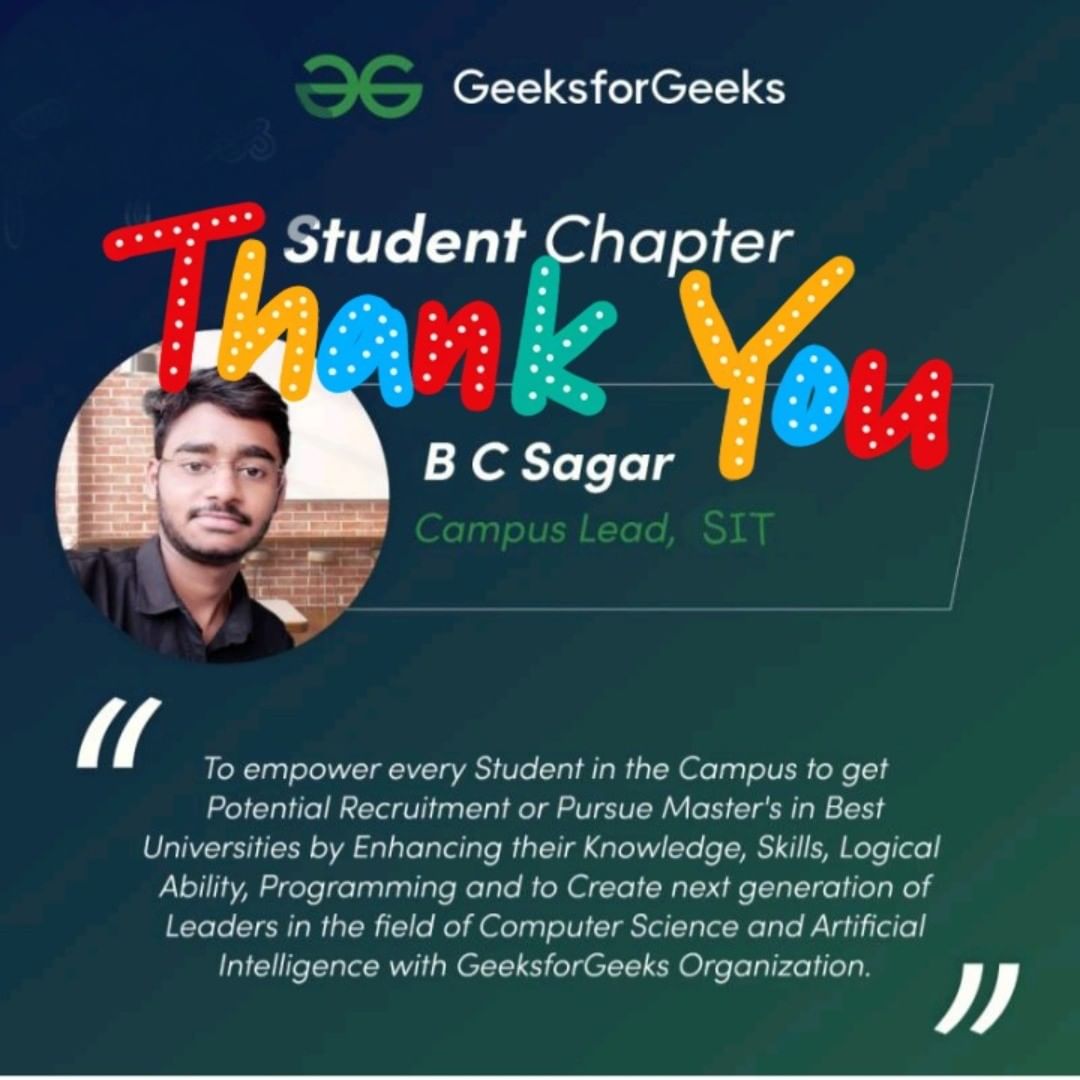 GeeksforGeeks
Student Chapter
Thank You
B C Sagar
Campus Lead, SIT
“
To empower every Student in the Campus to get
Potential Recruitment or Pursue Master's in Best
Universities by Enhancing their Knowledge, Skills, Logical
Ability, Programming and to Create next generation of
Leaders in the field of Computer Science and Artificial
Intelligence with GeeksforGeeks Organization.
”